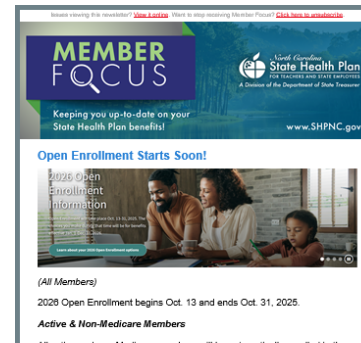 Issues viewing this newsletter? View it online. Want to stop receiving Member Focus? Click here to unsubscribe.
MEMBER
FOCUS
Keeping you up-to-date on your
State Health Plan benefits!
North Carolina
State Health Plan
FOR TEACHERS AND STATE EMPLOYEES
A Division of the Department of State Treasurer
www.SHPNC.gov
Open Enrollment Starts Soon!
2026 Open
Enrollment
Information
Learn about your 2026 Open Enrollment options
(All Members)
2026 Open Enrollment begins Oct. 13 and ends Oct. 31, 2025.
Active & Non-Medicare Members